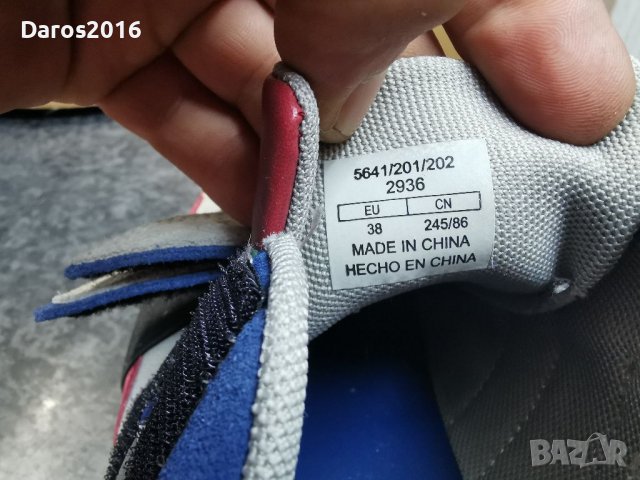 Daros2016
5641/201/202
2936
EU CN
38 245/86
MADE IN CHINA
HECHO EN CHINA
BAZAR